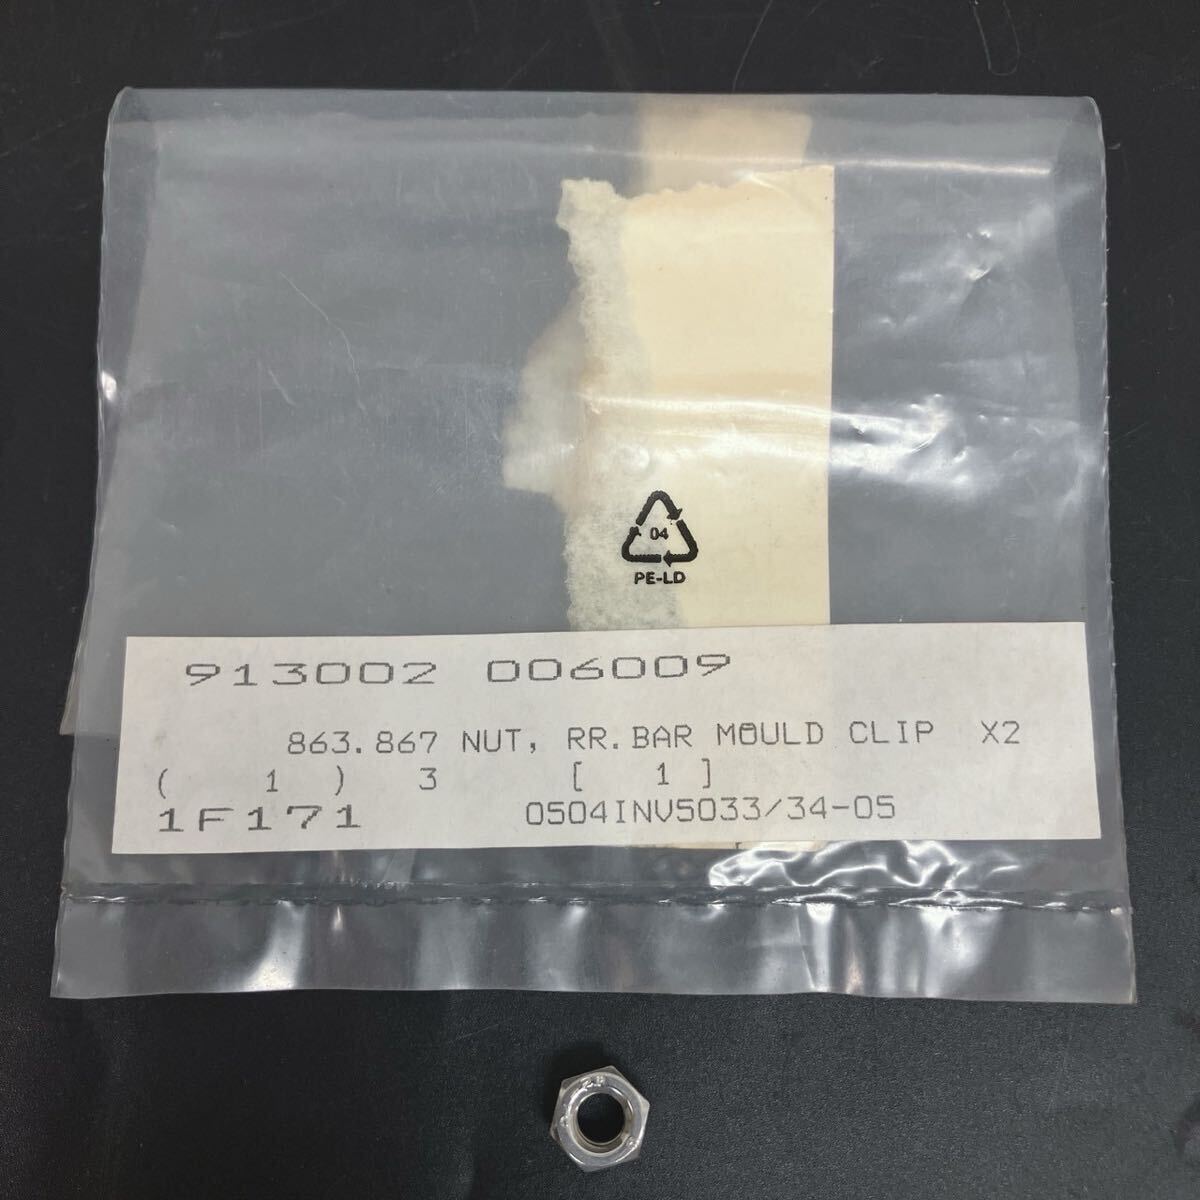 04
PE-LD
913002 006009
863.867 NUT, RR.BAR MOULD CLIP X2
( 1 ) 3 [ 1 ]
1F171 0504INV5033/34-05